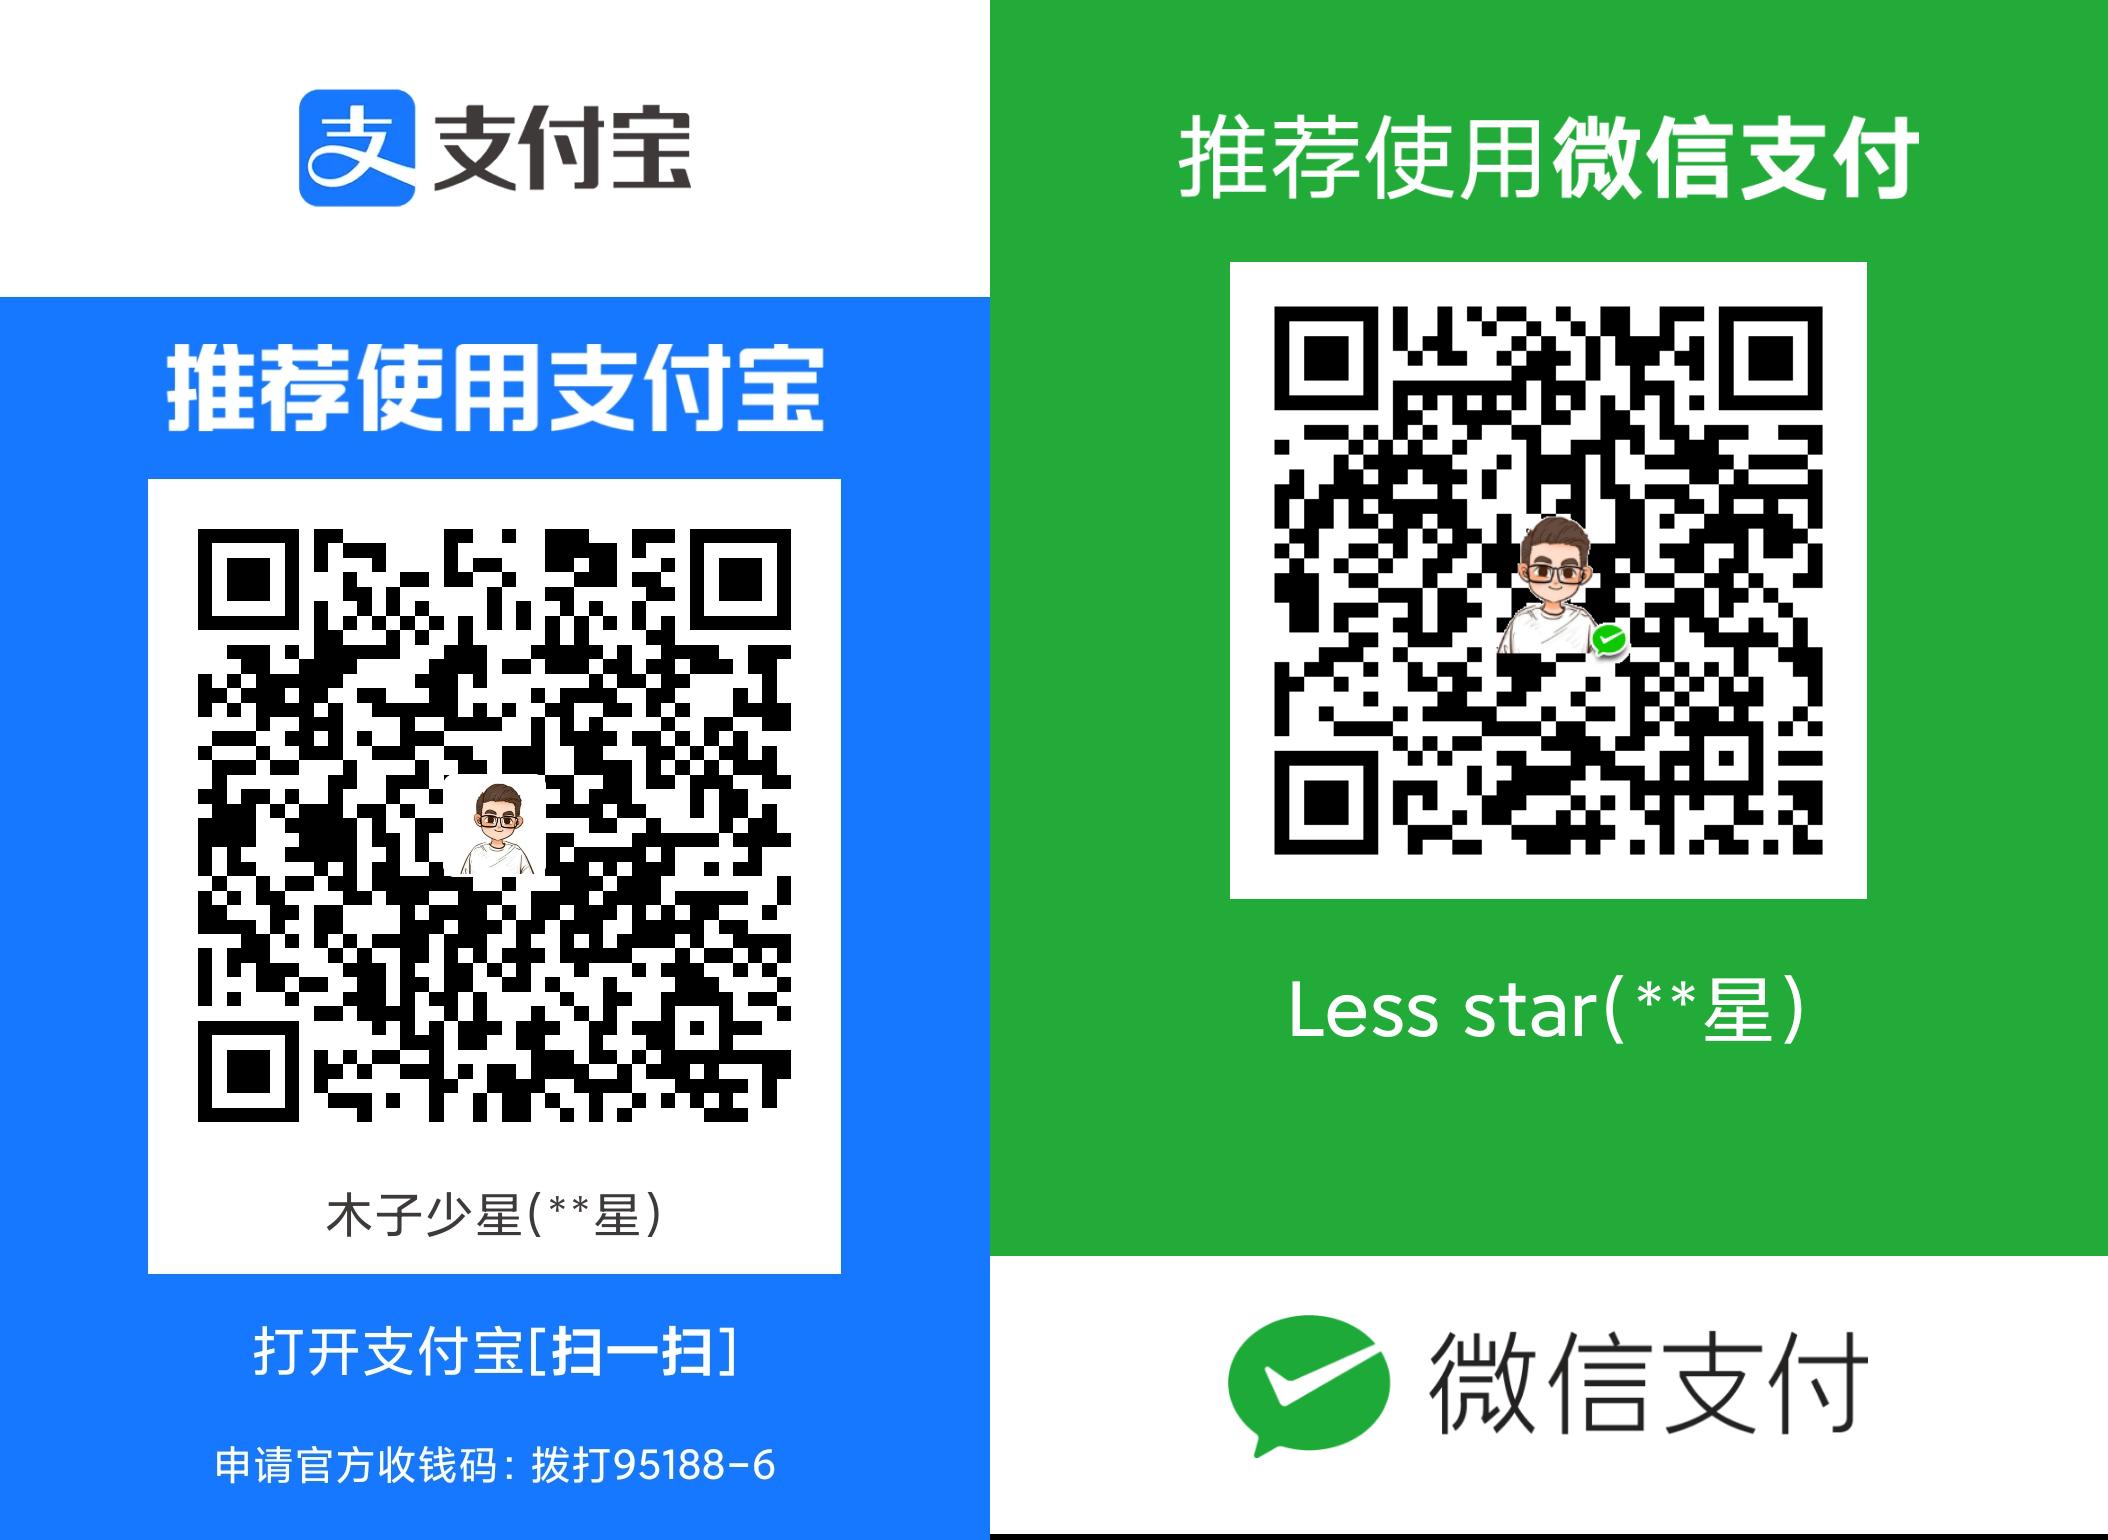 支付宝
推荐使用支付宝
木子少星(**星)
打开支付宝[扫一扫]
申请官方收钱码：拨打95188-6
推荐使用微信支付
Less star(**星)
微信支付